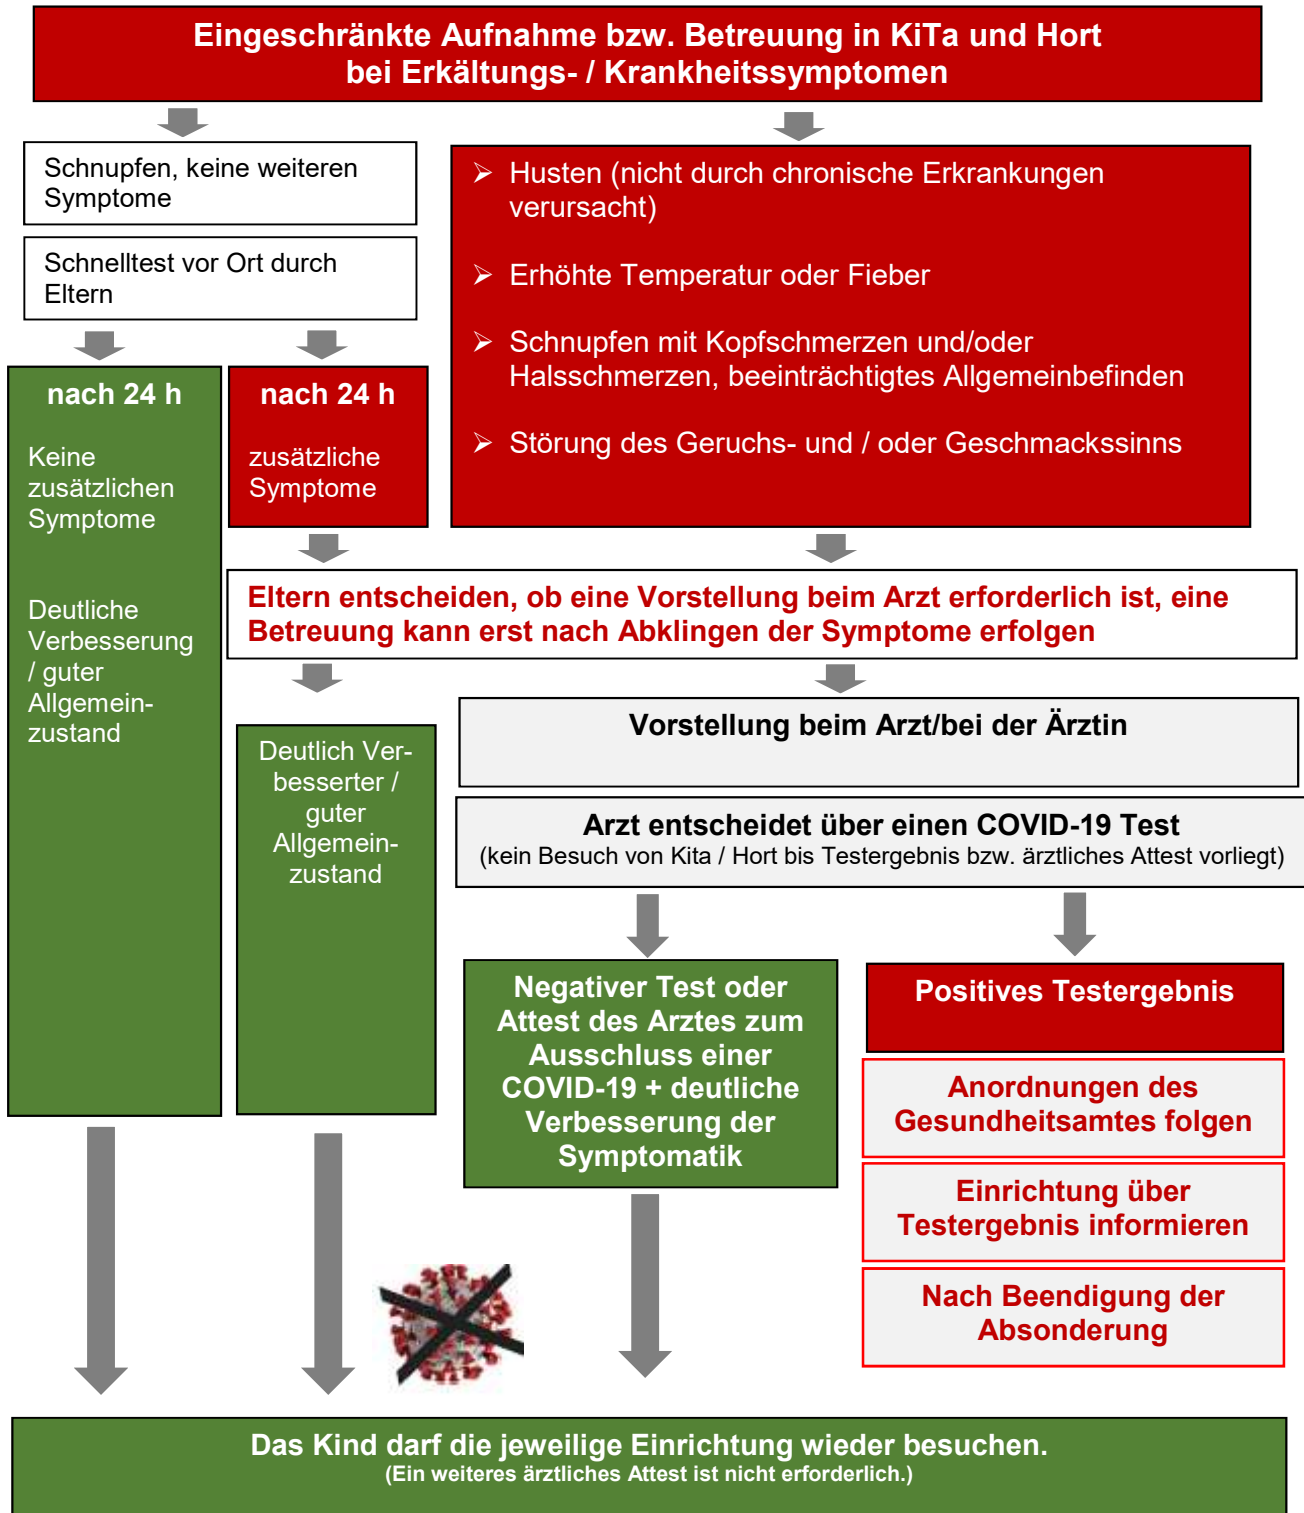 Eingeschränkte Aufnahme bzw. Betreuung in KiTa und Hort
bei Erkältungs- / Krankheitssymptomen
Schnupfen, keine weiteren
Symptome
Schnelltest vor Ort durch
Eltern
nach 24 h
Keine
zusätzlichen
Symptome
Deutliche
Verbesserung
/ guter
Allgemein-
zustand
nach 24 h
zusätzliche
Symptome
➢ Husten (nicht durch chronische Erkrankungen
verursacht)
➢ Erhöhte Temperatur oder Fieber
➢ Schnupfen mit Kopfschmerzen und/oder
Halsschmerzen, beeinträchtigtes Allgemeinbefinden
➢ Störung des Geruchs- und / oder Geschmackssinns
Eltern entscheiden, ob eine Vorstellung beim Arzt erforderlich ist, eine
Betreuung kann erst nach Abklingen der Symptome erfolgen
Deutlich Ver-
besserter /
guter
Allgemein-
zustand
Vorstellung beim Arzt/bei der Ärztin
Arzt entscheidet über einen COVID-19 Test
(kein Besuch von Kita / Hort bis Testergebnis bzw. ärztliches Attest vorliegt)
Negativer Test oder
Attest des Arztes zum
Ausschluss einer
COVID-19 + deutliche
Verbesserung der
Symptomatik
Positives Testergebnis
Anordnungen des
Gesundheitsamtes folgen
Einrichtung über
Testergebnis informieren
Nach Beendigung der
Absonderung
Das Kind darf die jeweilige Einrichtung wieder besuchen.
(Ein weiteres ärztliches Attest ist nicht erforderlich.)